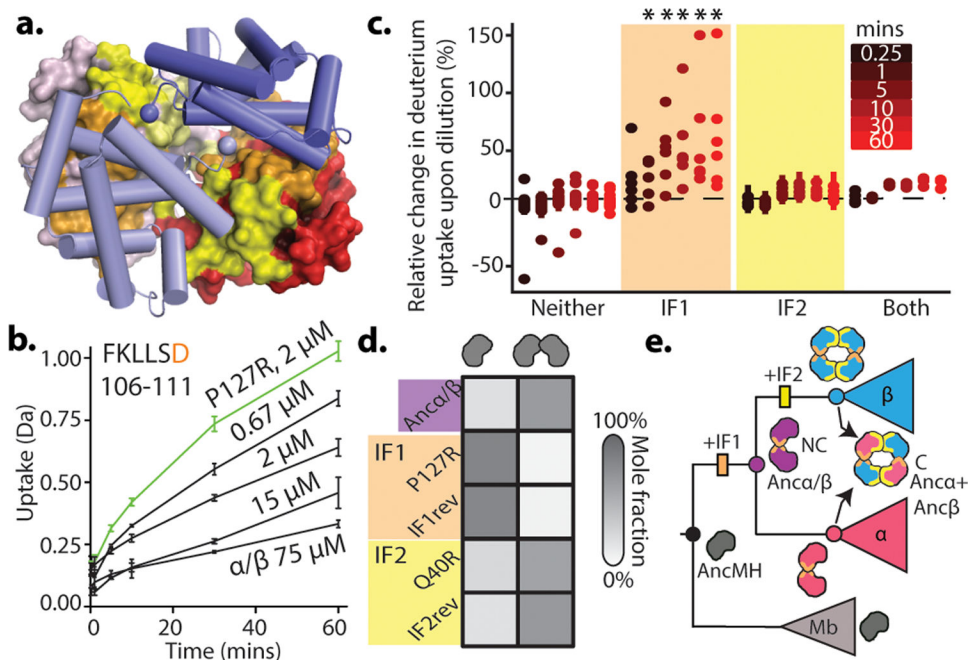 a.
c.
* * * * *
Relative change in deuterium
uptake upon dilution (%)
150
100
50
0
-50
Neither
IF1
IF2
Both
mins
0.25
1
5
10
30
60
b.
FKLLSD
106-111
Uptake (Da)
1.00
0.75
0.50
0.25
0.00
0
10
20
30
40
50
60
Time (mins)
P127R, 2 μM
0.67 μM
2 μM
15 μM
α/β 75 μM
d.
Ancα/β
IF1
P127R
IF1rev
IF2
Q40R
IF2rev
100%
Mole fraction
0%
e.
+IF2
β
+IF1
NC
Ancα/β
C
Ancα+
Ancβ
AncMH
α
Mb